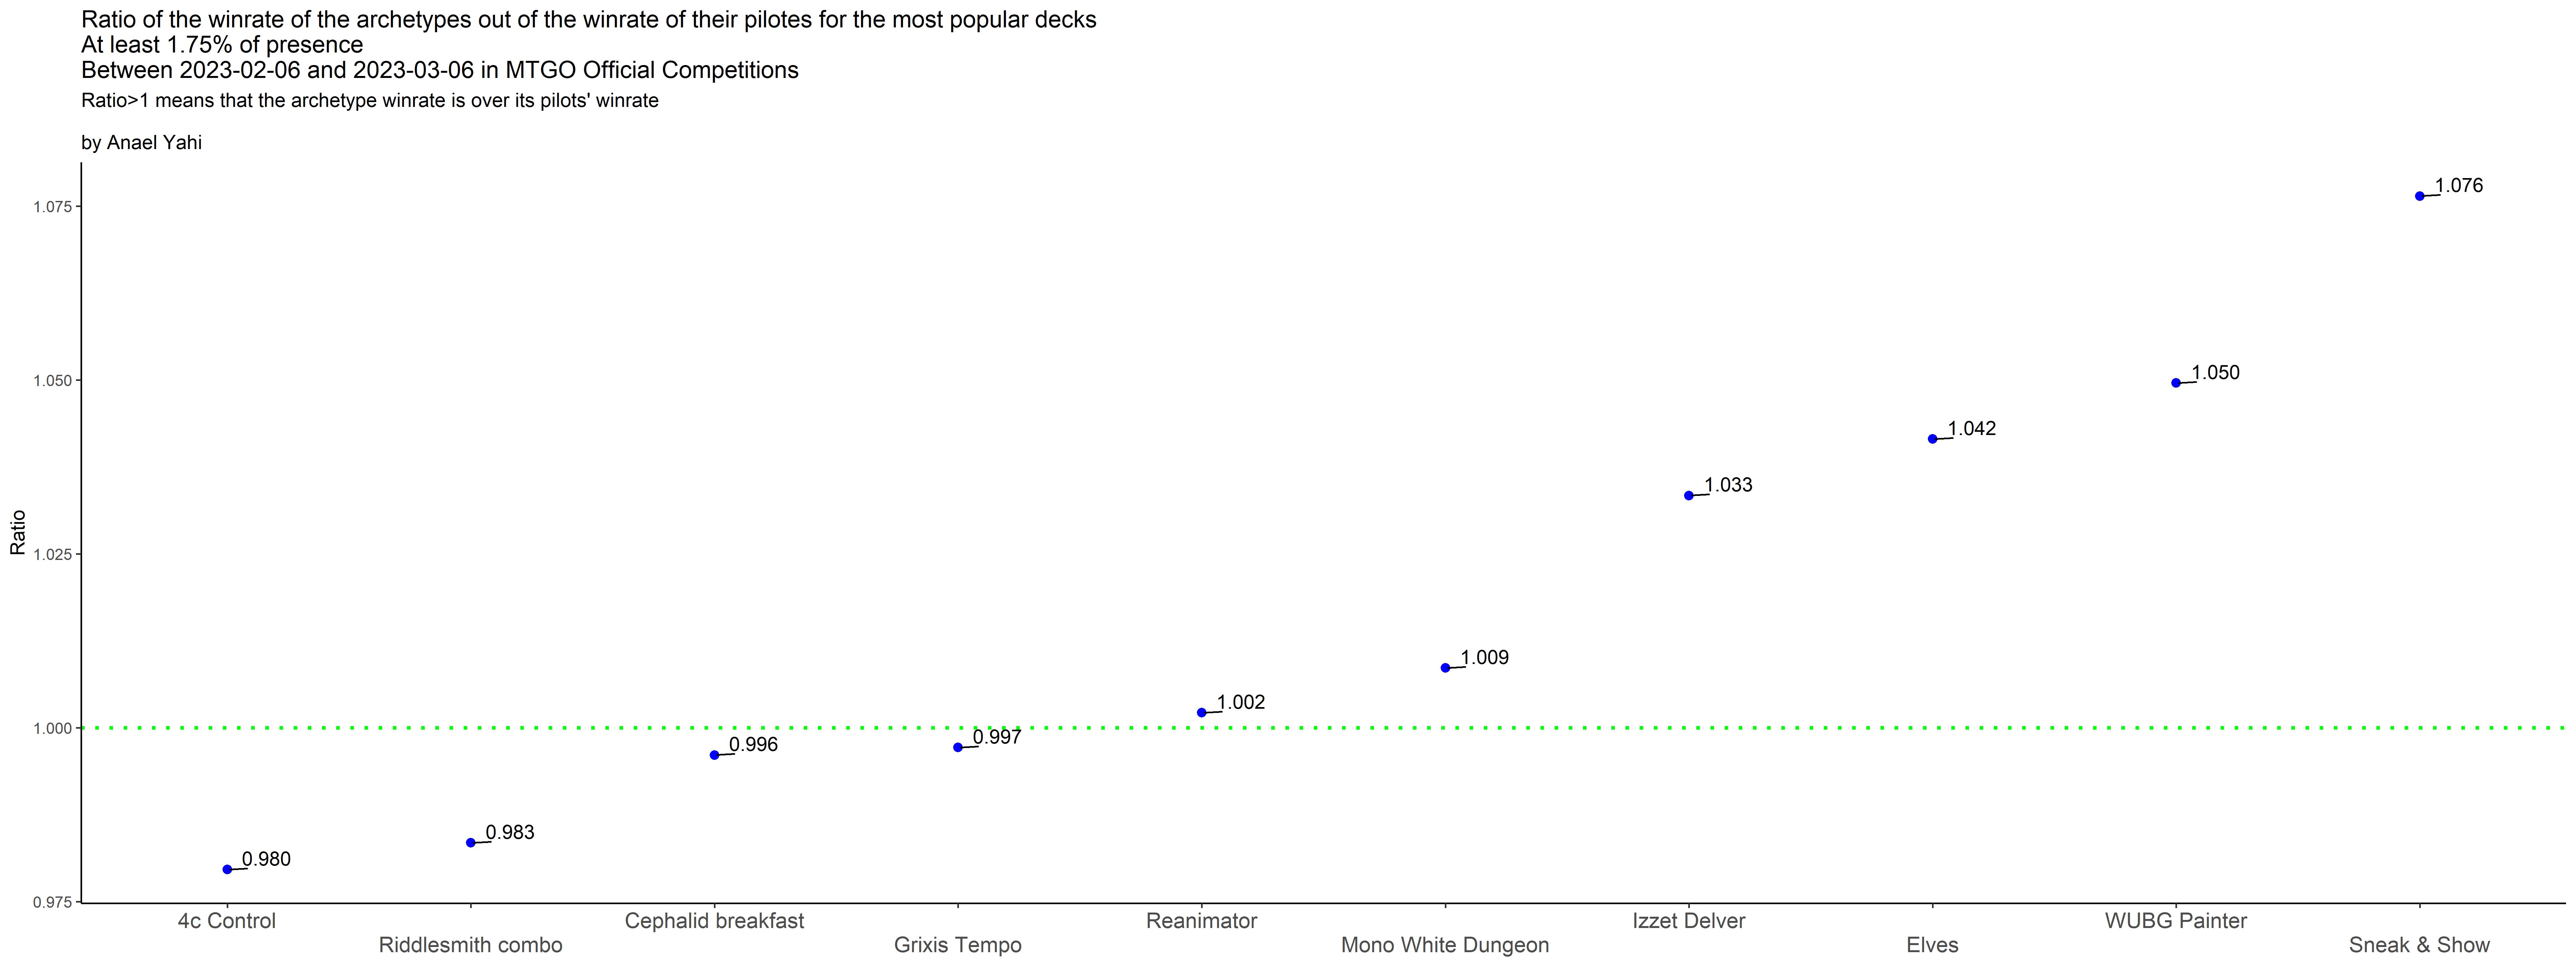 Ratio of the winrate of the archetypes out of the winrate of their pilotes for the most popular decks
At least 1.75% of presence
Between 2023-02-06 and 2023-03-06 in MTGO Official Competitions
Ratio>1 means that the archetype winrate is over its pilots' winrate
by Anael Yahi
1.076
1.075
1.050
1.050
1.042
1.033
Ratio
1.025
1.009
1.002
1.000
0.997
0.996
0.983
0.980
0.975
4c Control
Cephalid breakfast
Reanimator
Izzet Delver
WUBG Painter
Riddlesmith combo
Grixis Tempo
Mono White Dungeon
Elves
Sneak & Show